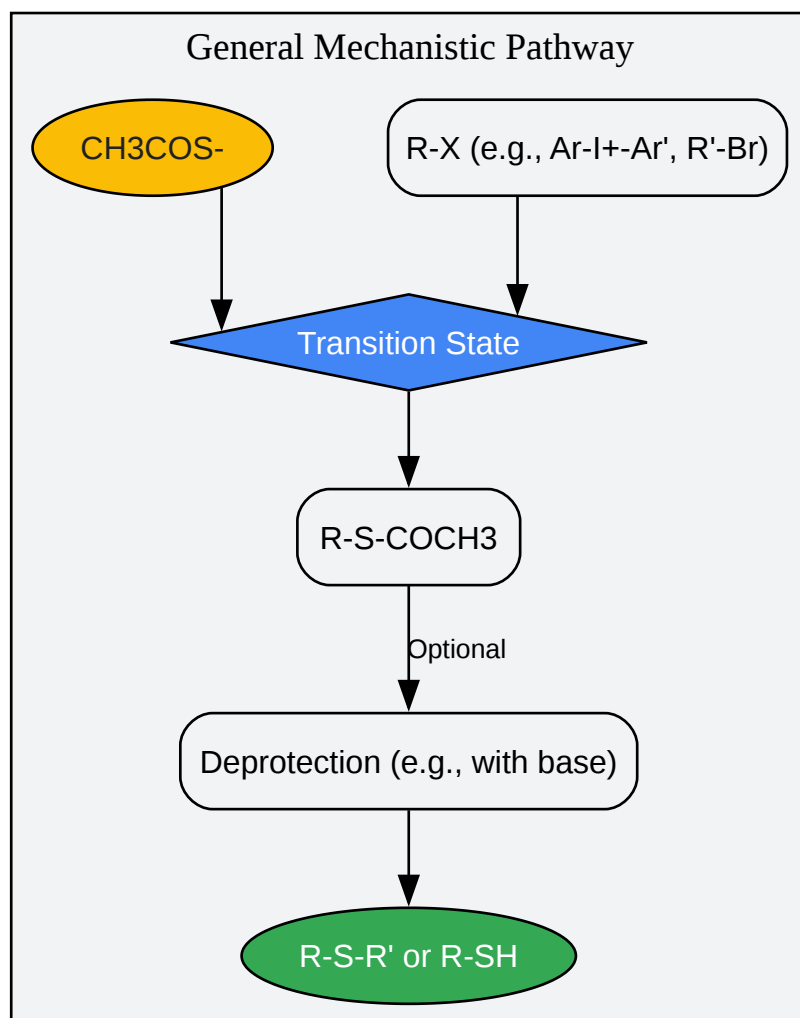 General Mechanistic Pathway
CH3COS-
R-X (e.g., Ar-I+-Ar', R'-Br)
Transition State
R-S-COCH3
Optional
Deprotection (e.g., with base)
R-S-R' or R-SH